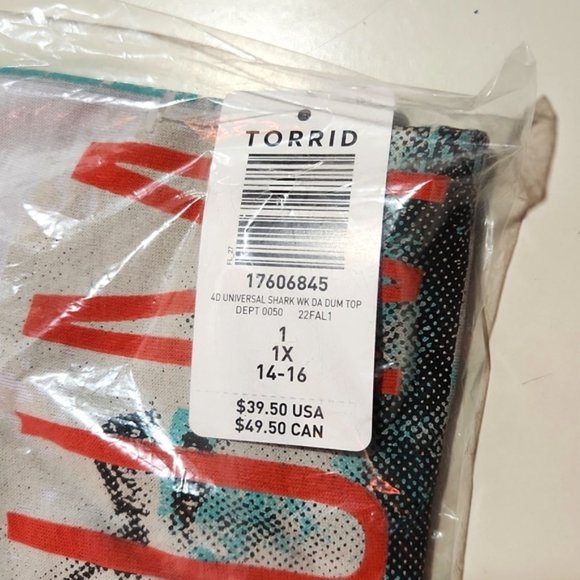 TORRID
FL_27
17606845
4D UNIVERSAL SHARK WK DA DUM TOP
DEPT 0050 22FAL1
1
1X
14-16
$39.50 USA
$49.50 CAN